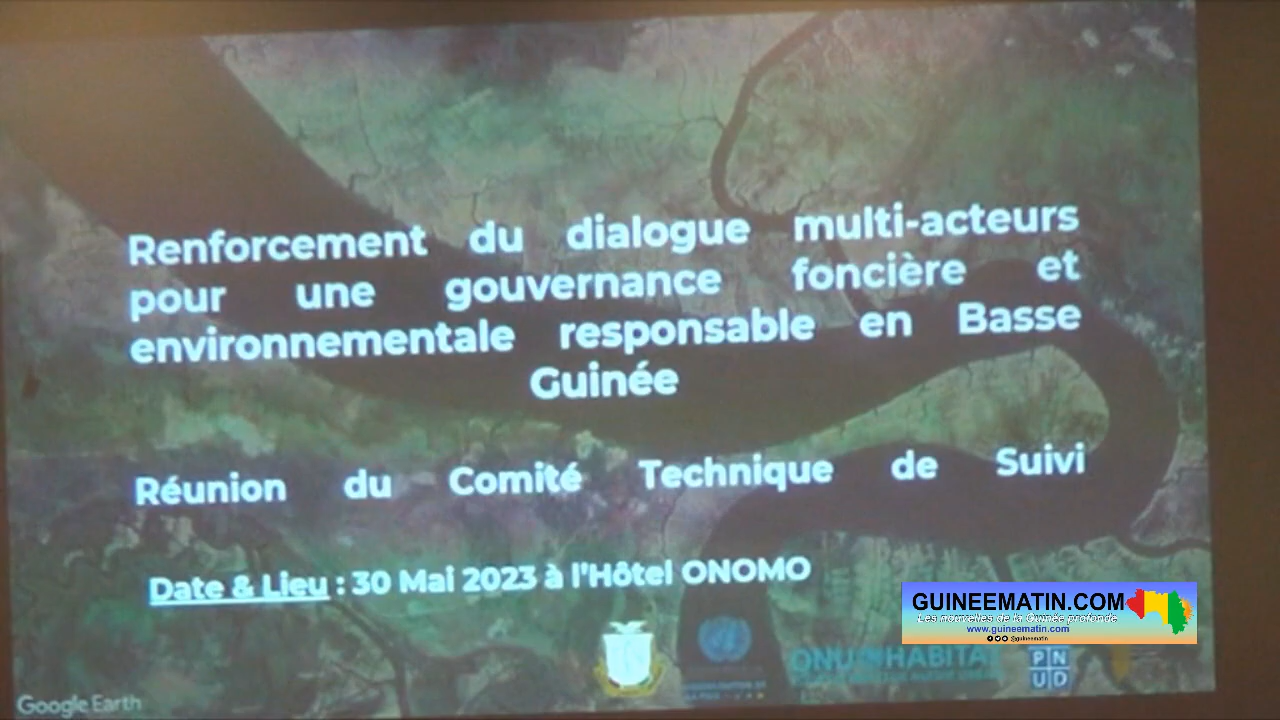 Renforcement du dialogue multi-acteurs
pour une gouvernance foncière et
environnementale responsable en Basse
Guinée
Réunion du Comité Technique de Suivi
Date & Lieu : 30 Mai 2023 à l'Hôtel ONOMO
GUINEEMATIN.COM
Les nouvelles de la Guinée profonde
www.guineematin.com
@guineematin
ONU HABITAT
P N
U D
Google Earth